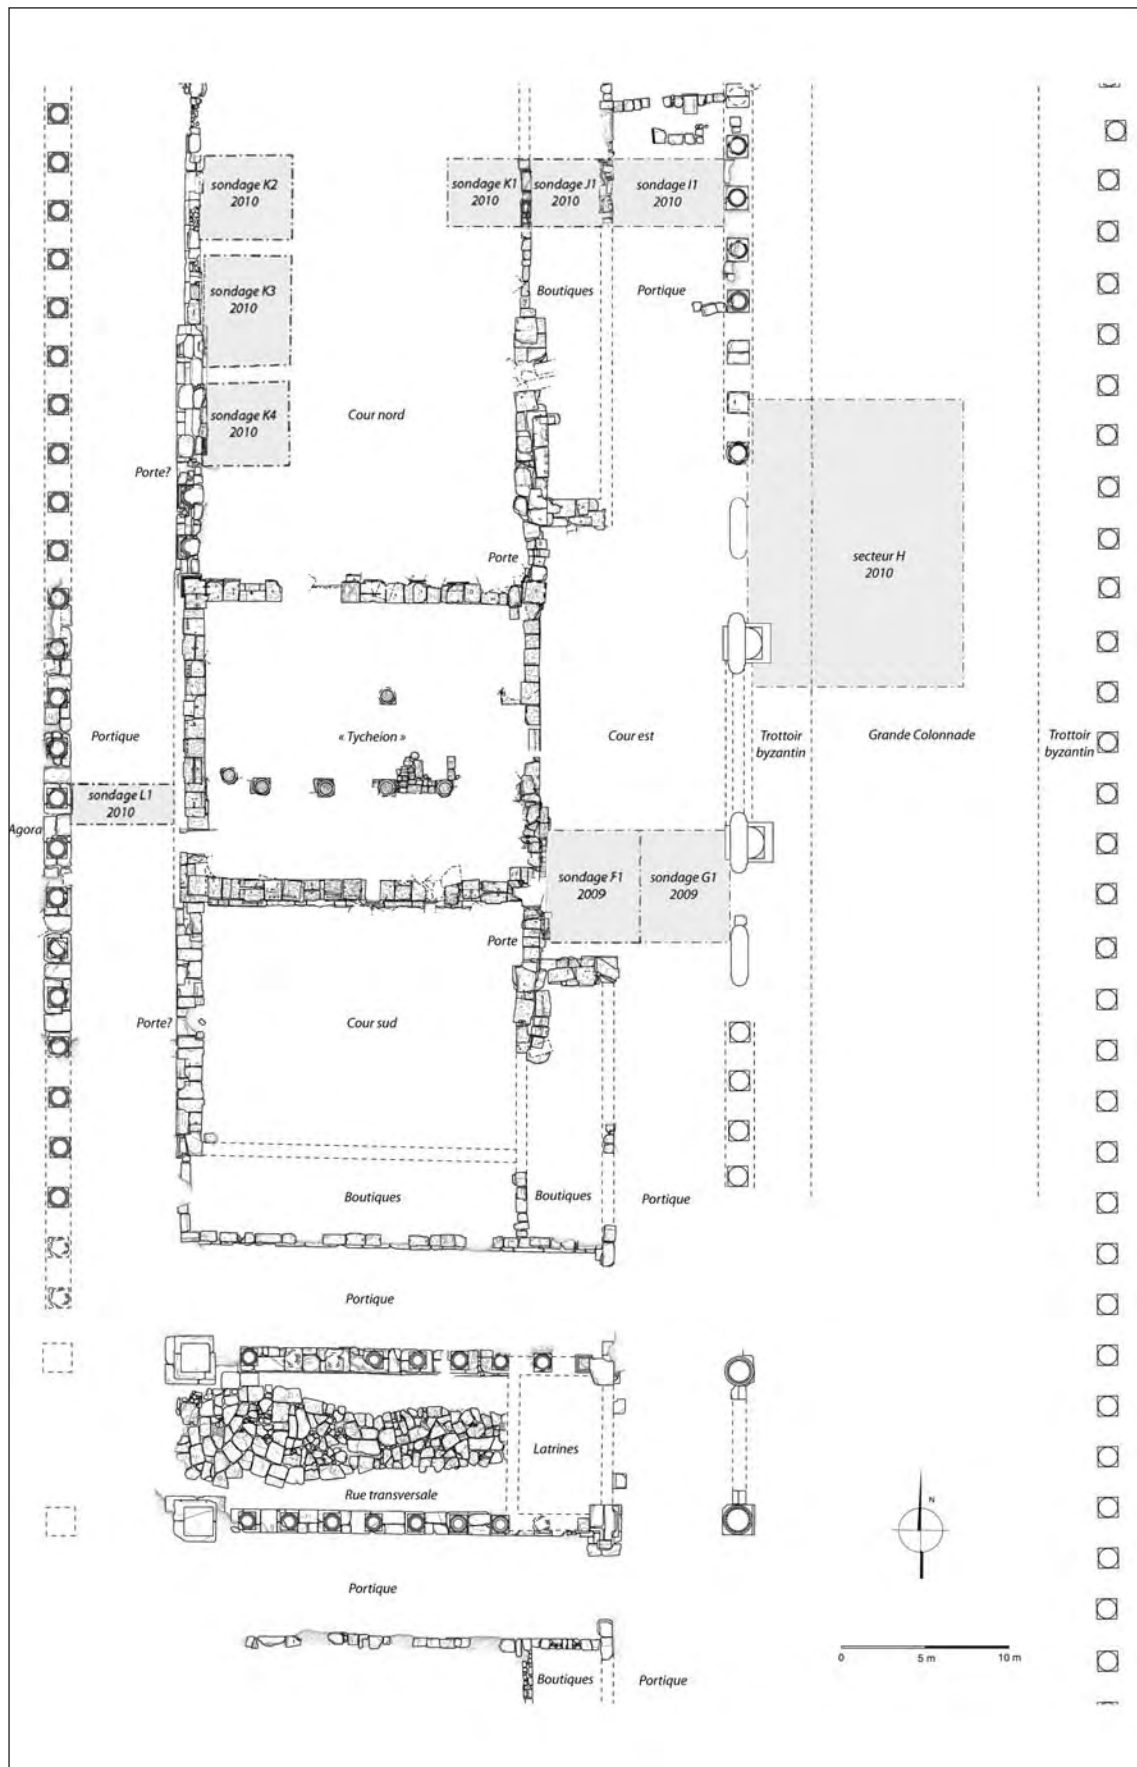 sondage K2
2010
sondage K1
2010
sondage J1
2010
sondage I1
2010
sondage K3
2010
Boutiques
Portique
sondage K4
2010
Cour nord
Porte?
Porte
secteur H
2010
Portique
« Tycheion »
Cour est
Trottoir
byzantin
Grande Colonnade
Trottoir
byzantin
sondage L1
2010
Agora
sondage F1
2009
sondage G1
2009
Porte
Porte?
Cour sud
Boutiques
Boutiques
Portique
Portique
Latrines
Rue transversale
N
Portique
0
5 m
10 m
Boutiques
Portique